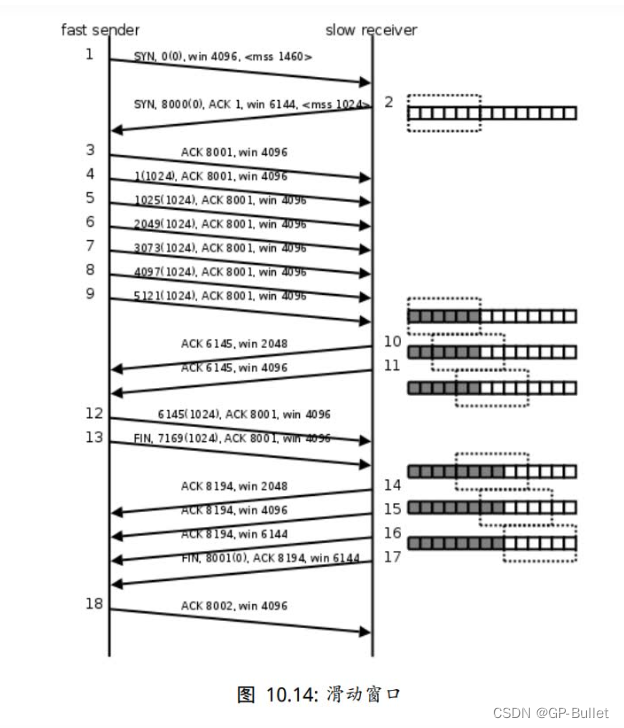 fast sender slow receiver
1 SYN, 0(0), win 4096, <mss 1460>
SYN, 8000(0), ACK 1, win 6144, <mss 1024> 2
3 ACK 8001, win 4096
4 1(1024), ACK 8001, win 4096
5 1025(1024), ACK 8001, win 4096
6 2049(1024), ACK 8001, win 4096
7 3073(1024), ACK 8001, win 4096
8 4097(1024), ACK 8001, win 4096
9 5121(1024), ACK 8001, win 4096
ACK 6145, win 2048 10
ACK 6145, win 4096 11
12 6145(1024), ACK 8001, win 4096
13 FIN, 7169(1024), ACK 8001, win 4096
ACK 8194, win 2048 14
ACK 8194, win 4096 15
ACK 8194, win 6144 16
FIN, 8001(0), ACK 8194, win 6144 17
18 ACK 8002, win 4096
图 10.14: 滑动窗口
CSDN @GP-Bullet